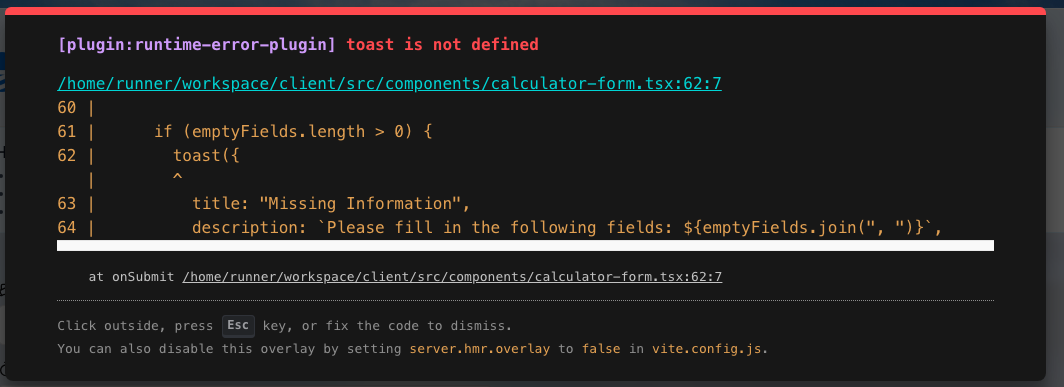 [plugin:runtime-error-plugin] toast is not defined
/home/runner/workspace/client/src/components/calculator-form.tsx:62:7
60 |
61 |      if (emptyFields.length > 0) {
62 |        toast({
   |        ^
63 |          title: "Missing Information",
64 |          description: `Please fill in the following fields: ${emptyFields.join(", ")}`,
at onSubmit /home/runner/workspace/client/src/components/calculator-form.tsx:62:7
Click outside, press Esc key, or fix the code to dismiss.
You can also disable this overlay by setting server.hmr.overlay to false in vite.config.js.